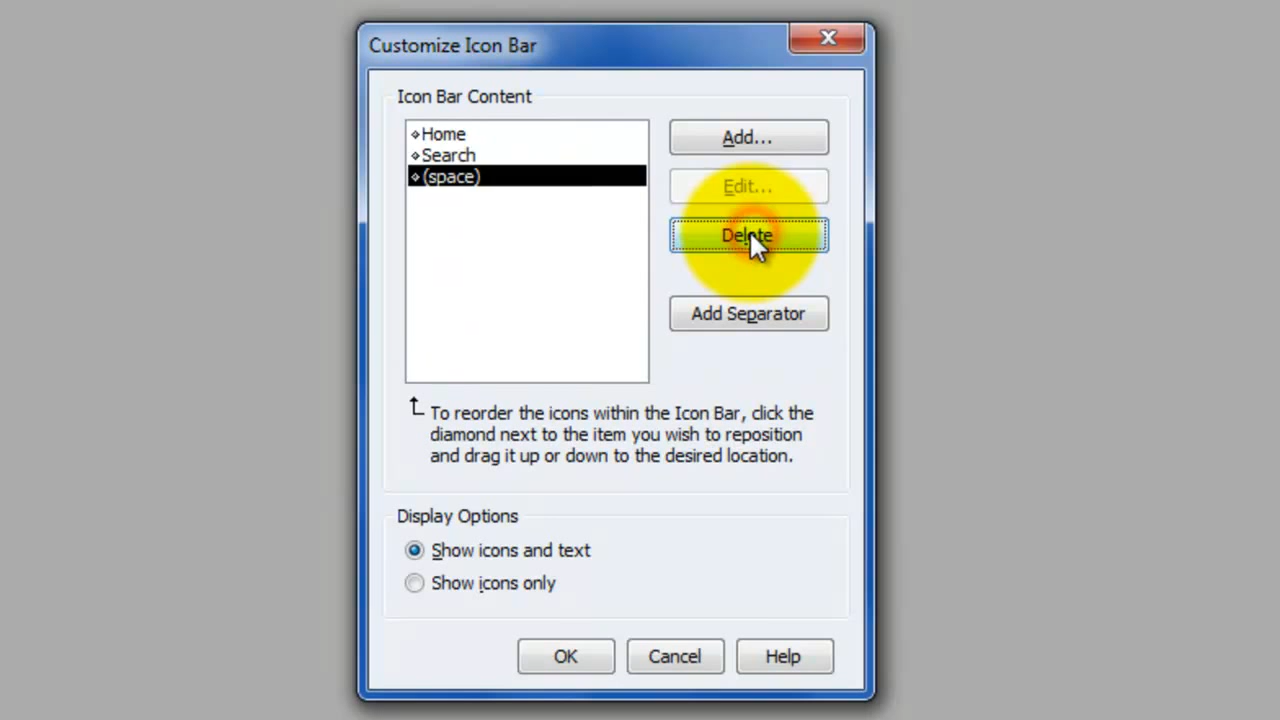 Customize Icon Bar
Icon Bar Content
Home
Search
(space)
Add...
Edit...
Delete
Add Separator
To reorder the icons within the Icon Bar, click the
diamond next to the item you wish to reposition
and drag it up or down to the desired location.
Display Options
Show icons and text
Show icons only
OK
Cancel
Help